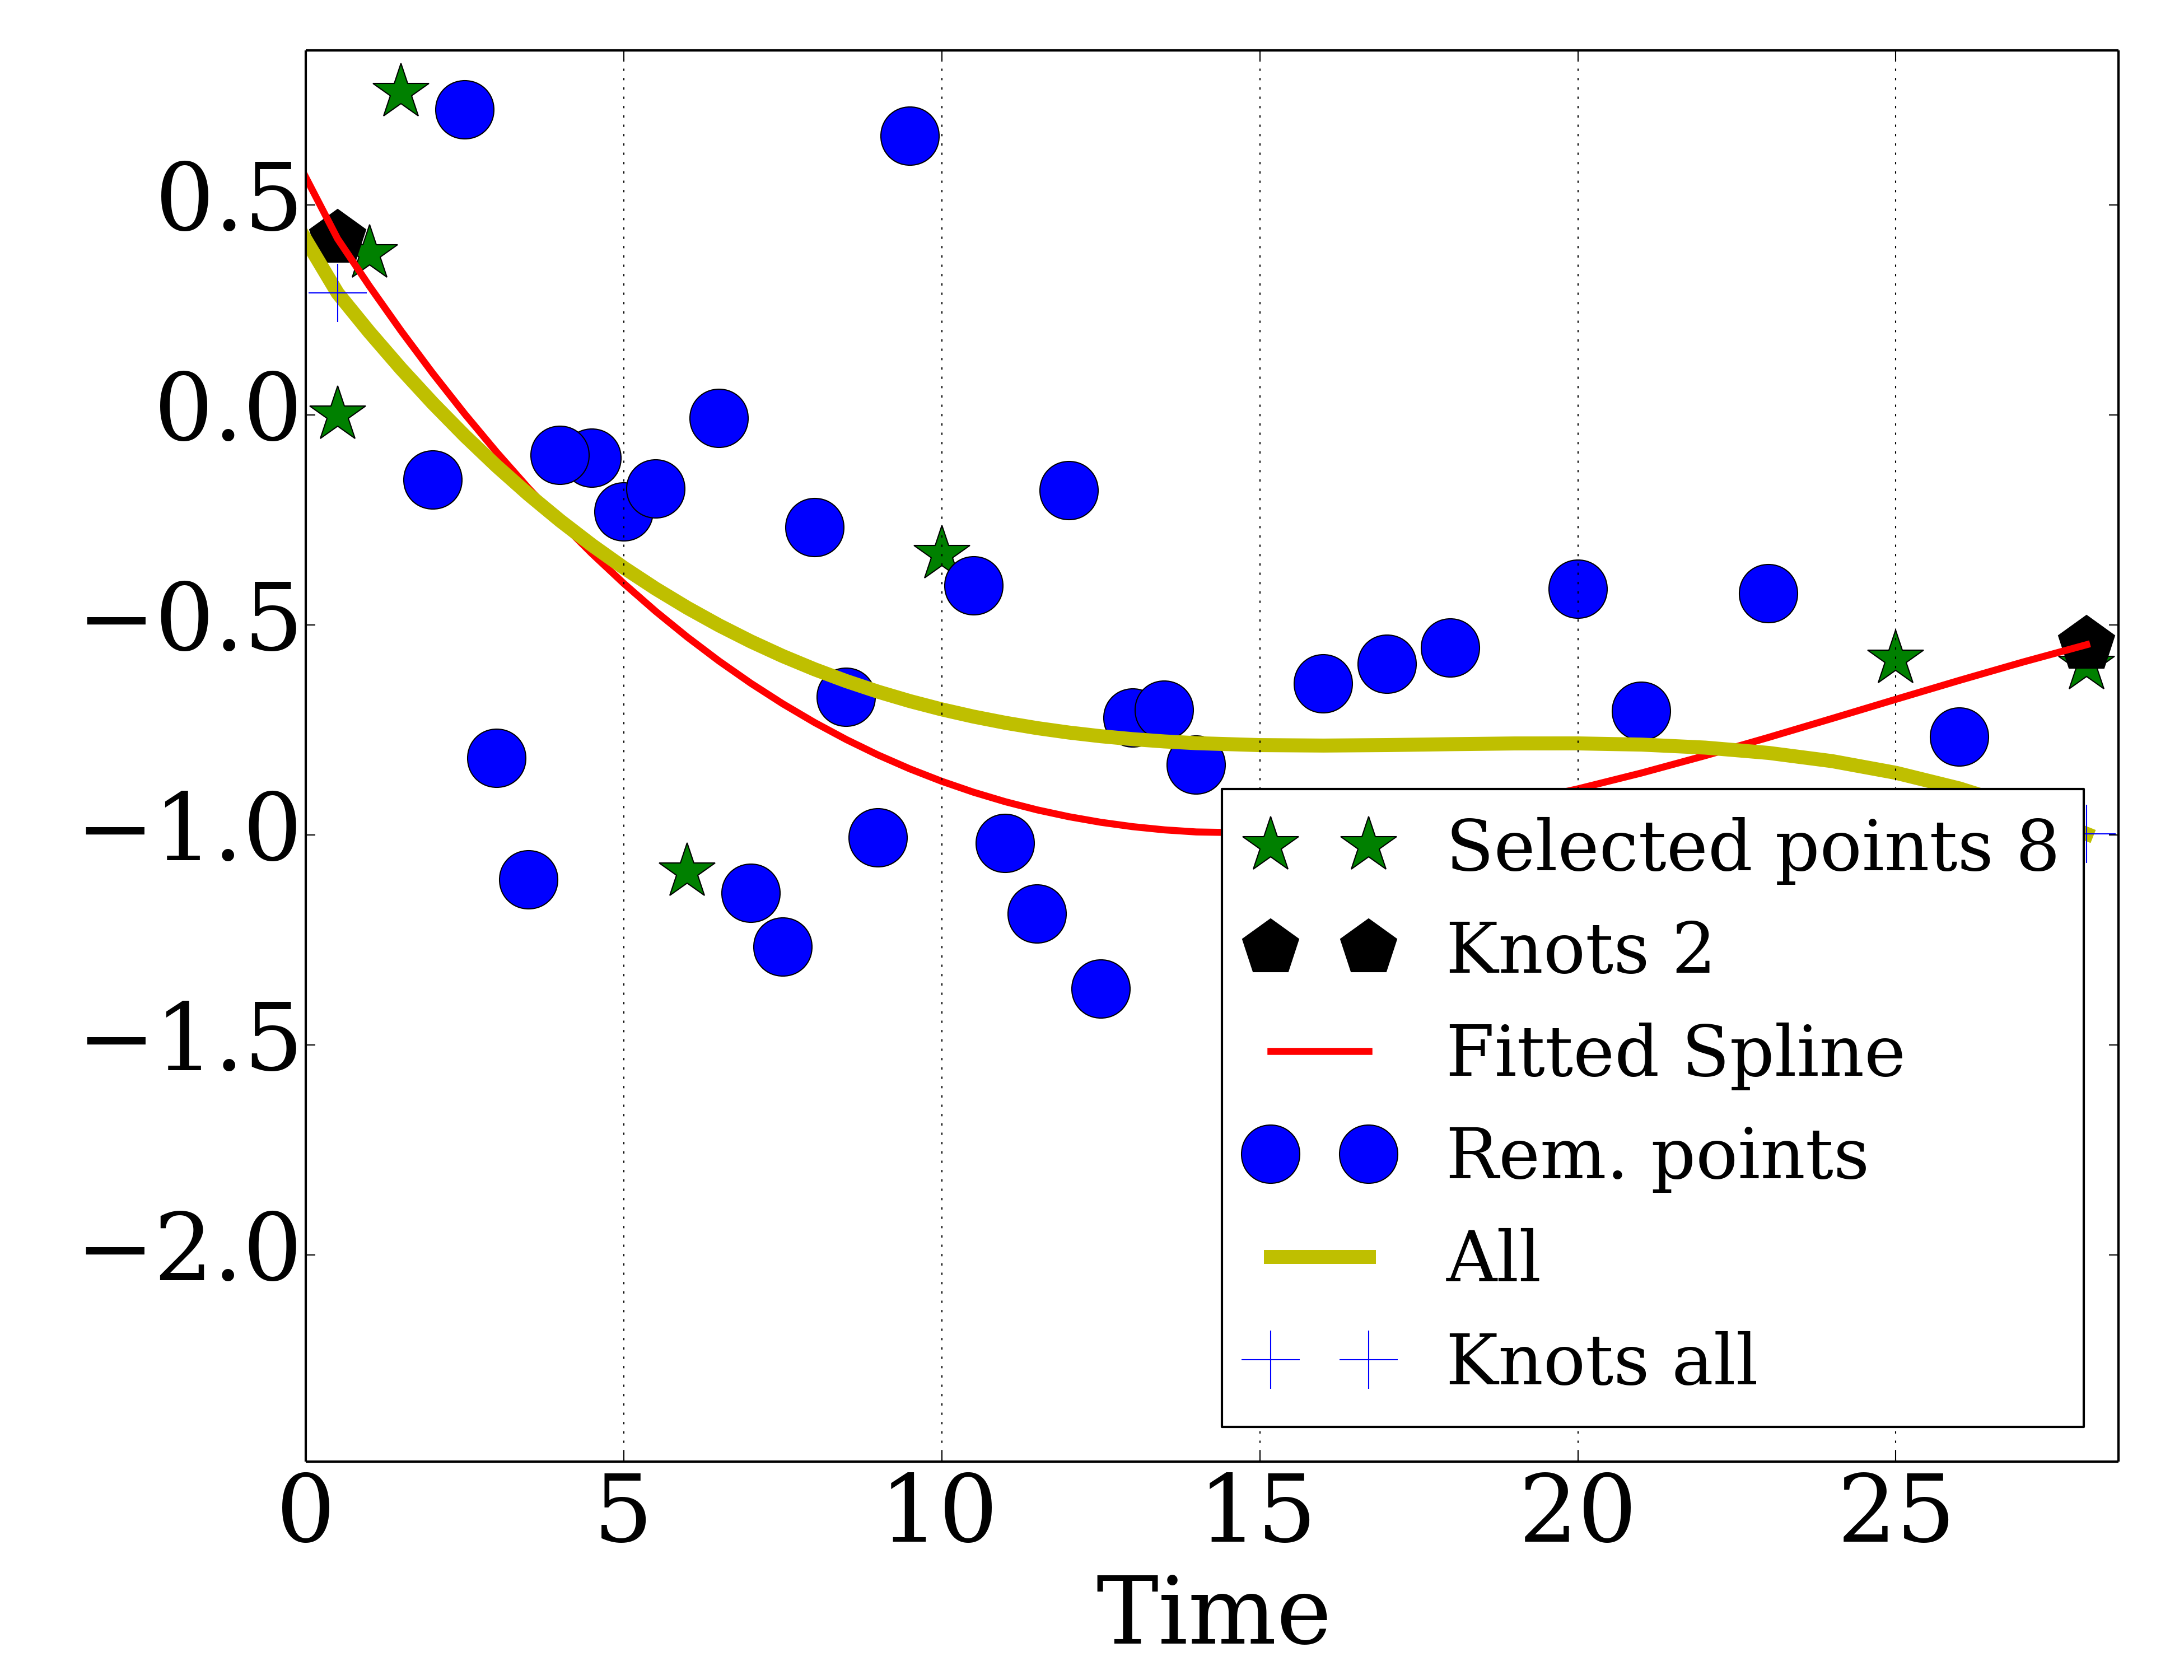 0.5
0.0
−0.5
−1.0
−1.5
−2.0
Selected points 8
Knots 2
Fitted Spline
Rem. points
All
Knots all
0 5 10 15 20 25
Time